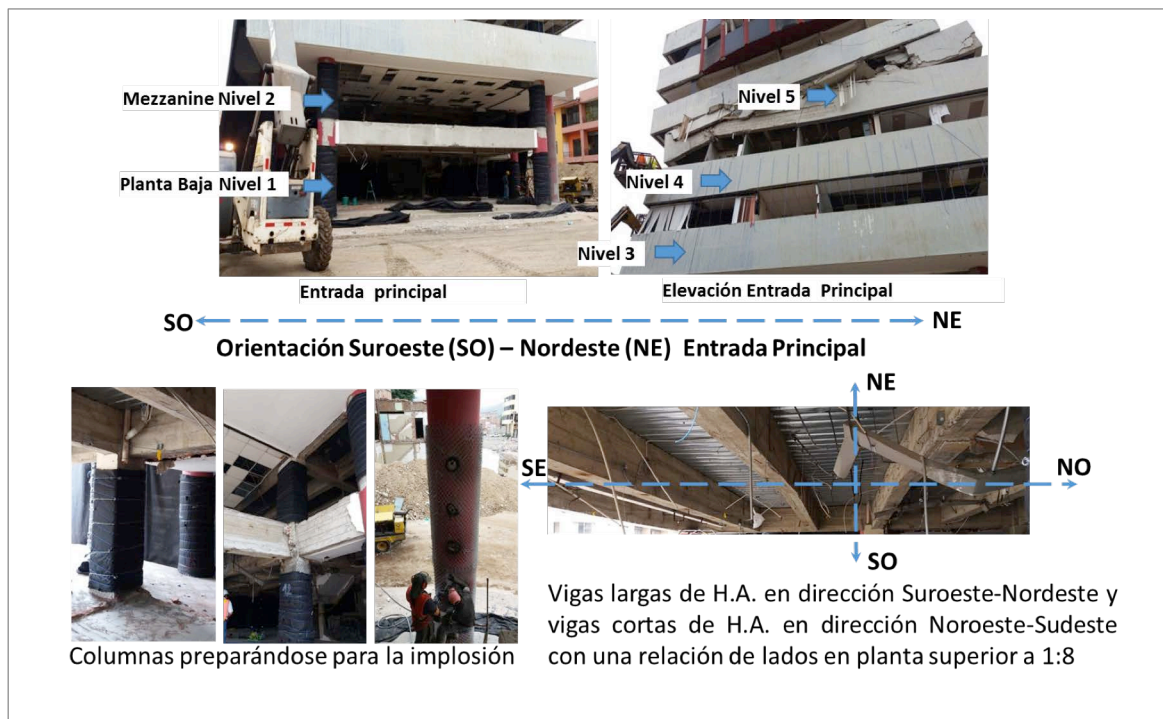 Mezzanine Nivel 2
Planta Baja Nivel 1
Nivel 5
Nivel 4
Nivel 3
Entrada principal
Elevación Entrada Principal
SO
NE
Orientación Suroeste (SO) – Nordeste (NE) Entrada Principal
NE
SE
NO
SO
Columnas preparándose para la implosión
Vigas largas de H.A. en dirección Suroeste-Nordeste y
vigas cortas de H.A. en dirección Noroeste-Sudeste
con una relación de lados en planta superior a 1:8